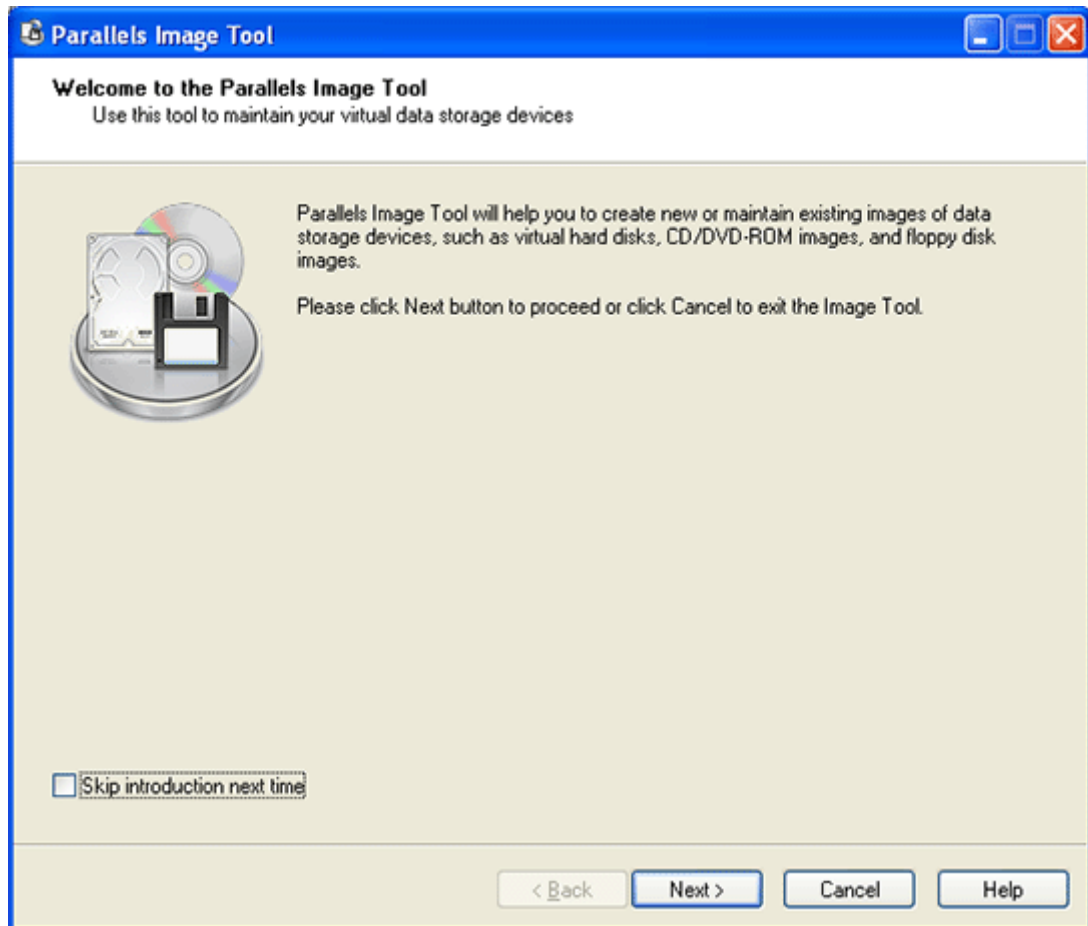 Parallels Image Tool
Welcome to the Parallels Image Tool
Use this tool to maintain your virtual data storage devices
Parallels Image Tool will help you to create new or maintain existing images of data
storage devices, such as virtual hard disks, CD/DVD-ROM images, and floppy disk
images.
Please click Next button to proceed or click Cancel to exit the Image Tool.
Skip introduction next time
< Back
Next >
Cancel
Help